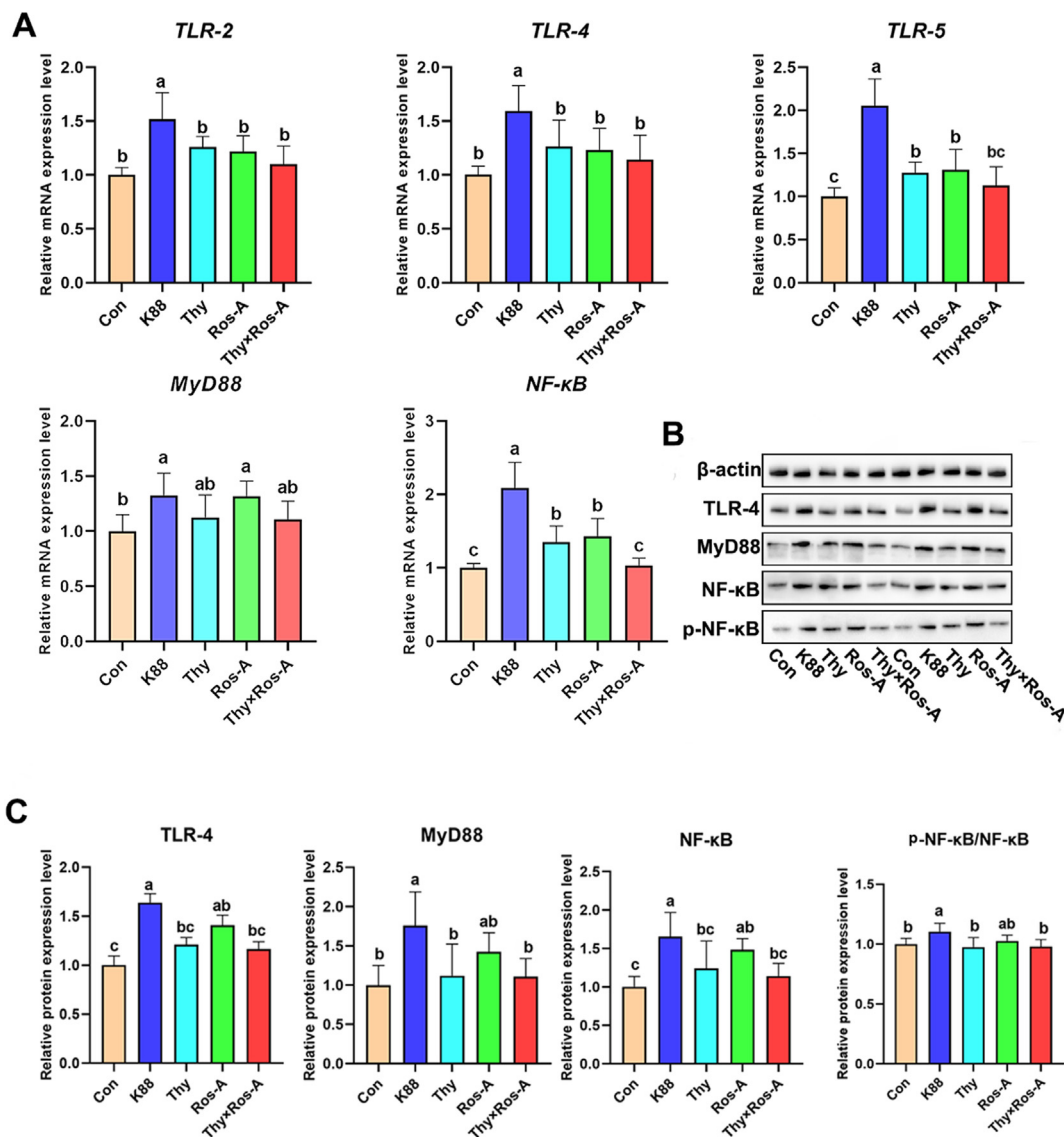 A
TLR-2
Relative mRNA expression level
2.0
1.5
1.0
0.5
0.0
b
a
b
b
b
Con
K88
Thy
Ros-A
Thy×Ros-A
TLR-4
Relative mRNA expression level
2.0
1.5
1.0
0.5
0.0
b
a
b
b
b
Con
K88
Thy
Ros-A
Thy×Ros-A
TLR-5
Relative mRNA expression level
2.5
2.0
1.5
1.0
0.5
0.0
c
a
b
b
bc
Con
K88
Thy
Ros-A
Thy×Ros-A
MyD88
Relative mRNA expression level
2.0
1.5
1.0
0.5
0.0
b
a
ab
a
ab
Con
K88
Thy
Ros-A
Thy×Ros-A
NF-κB
Relative mRNA expression level
3
2
1
0
c
a
b
b
c
Con
K88
Thy
Ros-A
Thy×Ros-A
B
β-actin
TLR-4
MyD88
NF-κB
p-NF-κB
Con
K88
Thy
Ros-A
Thy×Ros-A
Con
K88
Thy
Ros-A
Thy×Ros-A
C
TLR-4
Relative protein expression level
2.0
1.5
1.0
0.5
0.0
c
a
bc
ab
bc
Con
K88
Thy
Ros-A
Thy×Ros-A
MyD88
Relative protein expression level
2.5
2.0
1.5
1.0
0.5
0.0
b
a
b
ab
b
Con
K88
Thy
Ros-A
Thy×Ros-A
NF-κB
Relative protein expression level
2.5
2.0
1.5
1.0
0.5
0.0
c
a
bc
ab
bc
Con
K88
Thy
Ros-A
Thy×Ros-A
p-NF-κB/NF-κB
Relative protein expression level
1.5
1.0
0.5
0.0
b
a
b
ab
b
Con
K88
Thy
Ros-A
Thy×Ros-A